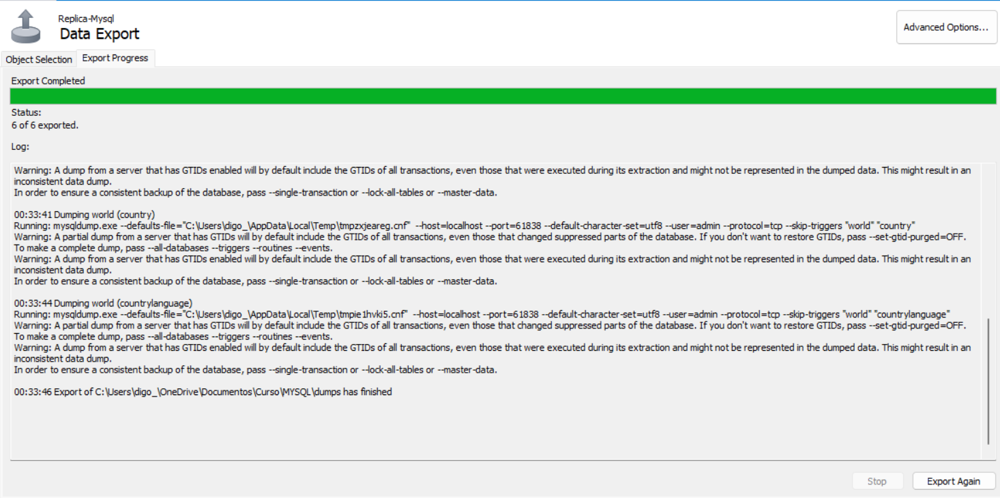 Replica-Mysql
Data Export
Advanced Options...
Object Selection
Export Progress
Export Completed
Status:
6 of 6 exported.
Log:
Warning: A dump from a server that has GTIDs enabled will by default include the GTIDs of all transactions, even those that were executed during its extraction and might not be represented in the dumped data. This might result in an
inconsistent data dump.
In order to ensure a consistent backup of the database, pass --single-transaction or --lock-all-tables or --master-data.
00:33:41 Dumping world (country)
Running: mysqldump.exe --defaults-file="C:\Users\digo_\AppData\Local\Temp\tmpzxjeareg.cnf"  --host=localhost --port=61838 --default-character-set=utf8 --user=admin --protocol=tcp --skip-triggers "world" "country"
Warning: A partial dump from a server that has GTIDs will by default include the GTIDs of all transactions, even those that changed suppressed parts of the database. If you don't want to restore GTIDs, pass --set-gtid-purged=OFF.
To make a complete dump, pass --all-databases --triggers --routines --events.
Warning: A dump from a server that has GTIDs enabled will by default include the GTIDs of all transactions, even those that were executed during its extraction and might not be represented in the dumped data. This might result in an
inconsistent data dump.
In order to ensure a consistent backup of the database, pass --single-transaction or --lock-all-tables or --master-data.
00:33:44 Dumping world (countrylanguage)
Running: mysqldump.exe --defaults-file="C:\Users\digo_\AppData\Local\Temp\tmpie1hvki5.cnf"  --host=localhost --port=61838 --default-character-set=utf8 --user=admin --protocol=tcp --skip-triggers "world" "countrylanguage"
Warning: A partial dump from a server that has GTIDs will by default include the GTIDs of all transactions, even those that changed suppressed parts of the database. If you don't want to restore GTIDs, pass --set-gtid-purged=OFF.
To make a complete dump, pass --all-databases --triggers --routines --events.
Warning: A dump from a server that has GTIDs enabled will by default include the GTIDs of all transactions, even those that were executed during its extraction and might not be represented in the dumped data. This might result in an
inconsistent data dump.
In order to ensure a consistent backup of the database, pass --single-transaction or --lock-all-tables or --master-data.
00:33:46 Export of C:\Users\digo_\OneDrive\Documentos\Curso\MYSQL\dumps has finished
Stop
Export Again